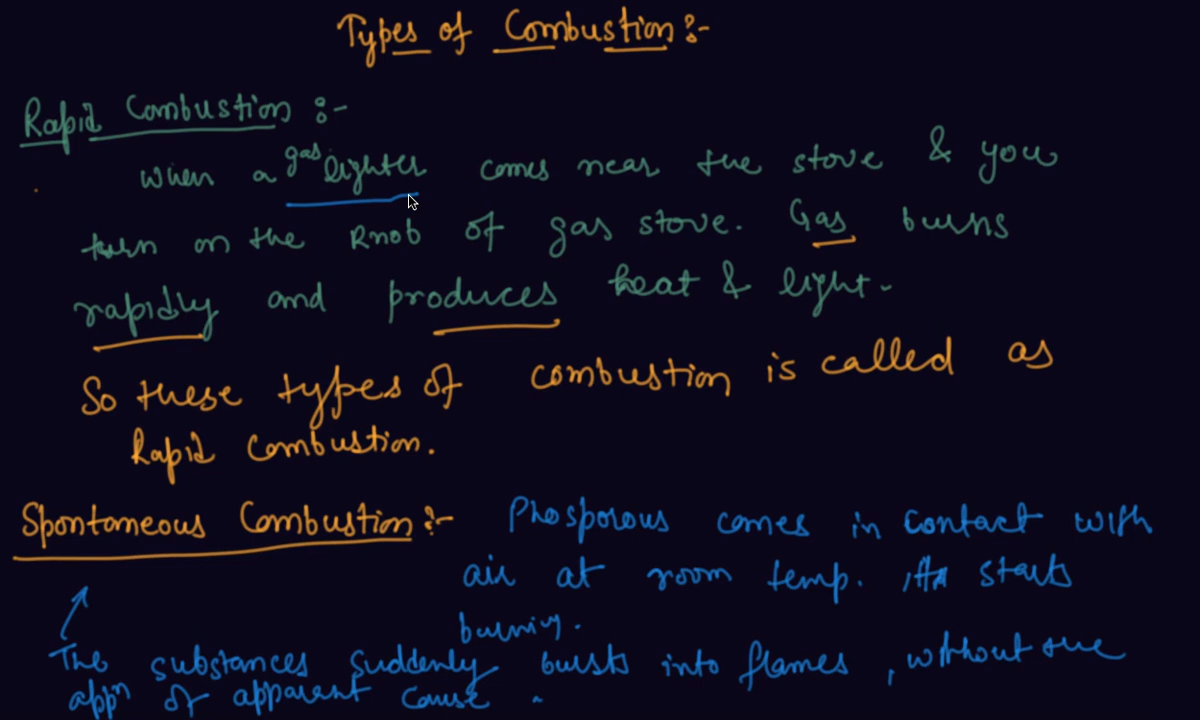 Types of Combustion :-
Rapid Combustion :-
When a gas lighter comes near the stove & you
turn on the Knob of gas stove. Gas burns
rapidly and produces heat & light.
So these types of combustion is called as
Rapid Combustion.
Spontaneous Combustion :- Phosporous comes in contact with
air at room temp. It starts
burning.
The substances suddenly bursts into flames, without the
appn of apparent cause.